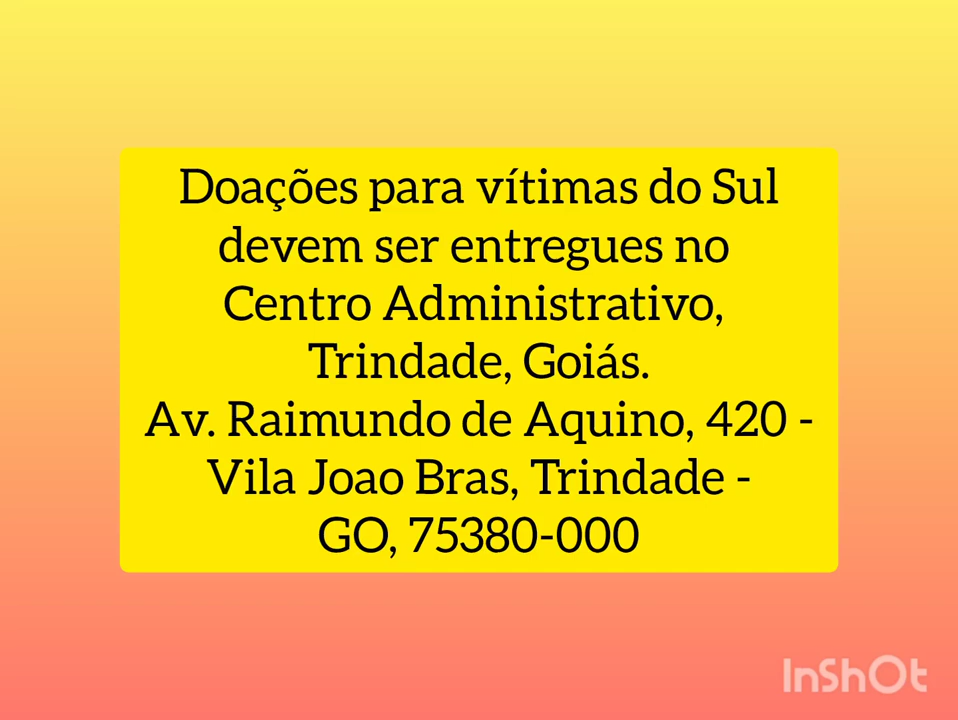 Doações para vítimas do Sul
devem ser entregues no
Centro Administrativo,
Trindade, Goiás.
Av. Raimundo de Aquino, 420 -
Vila Joao Bras, Trindade -
GO, 75380-000
InShOt